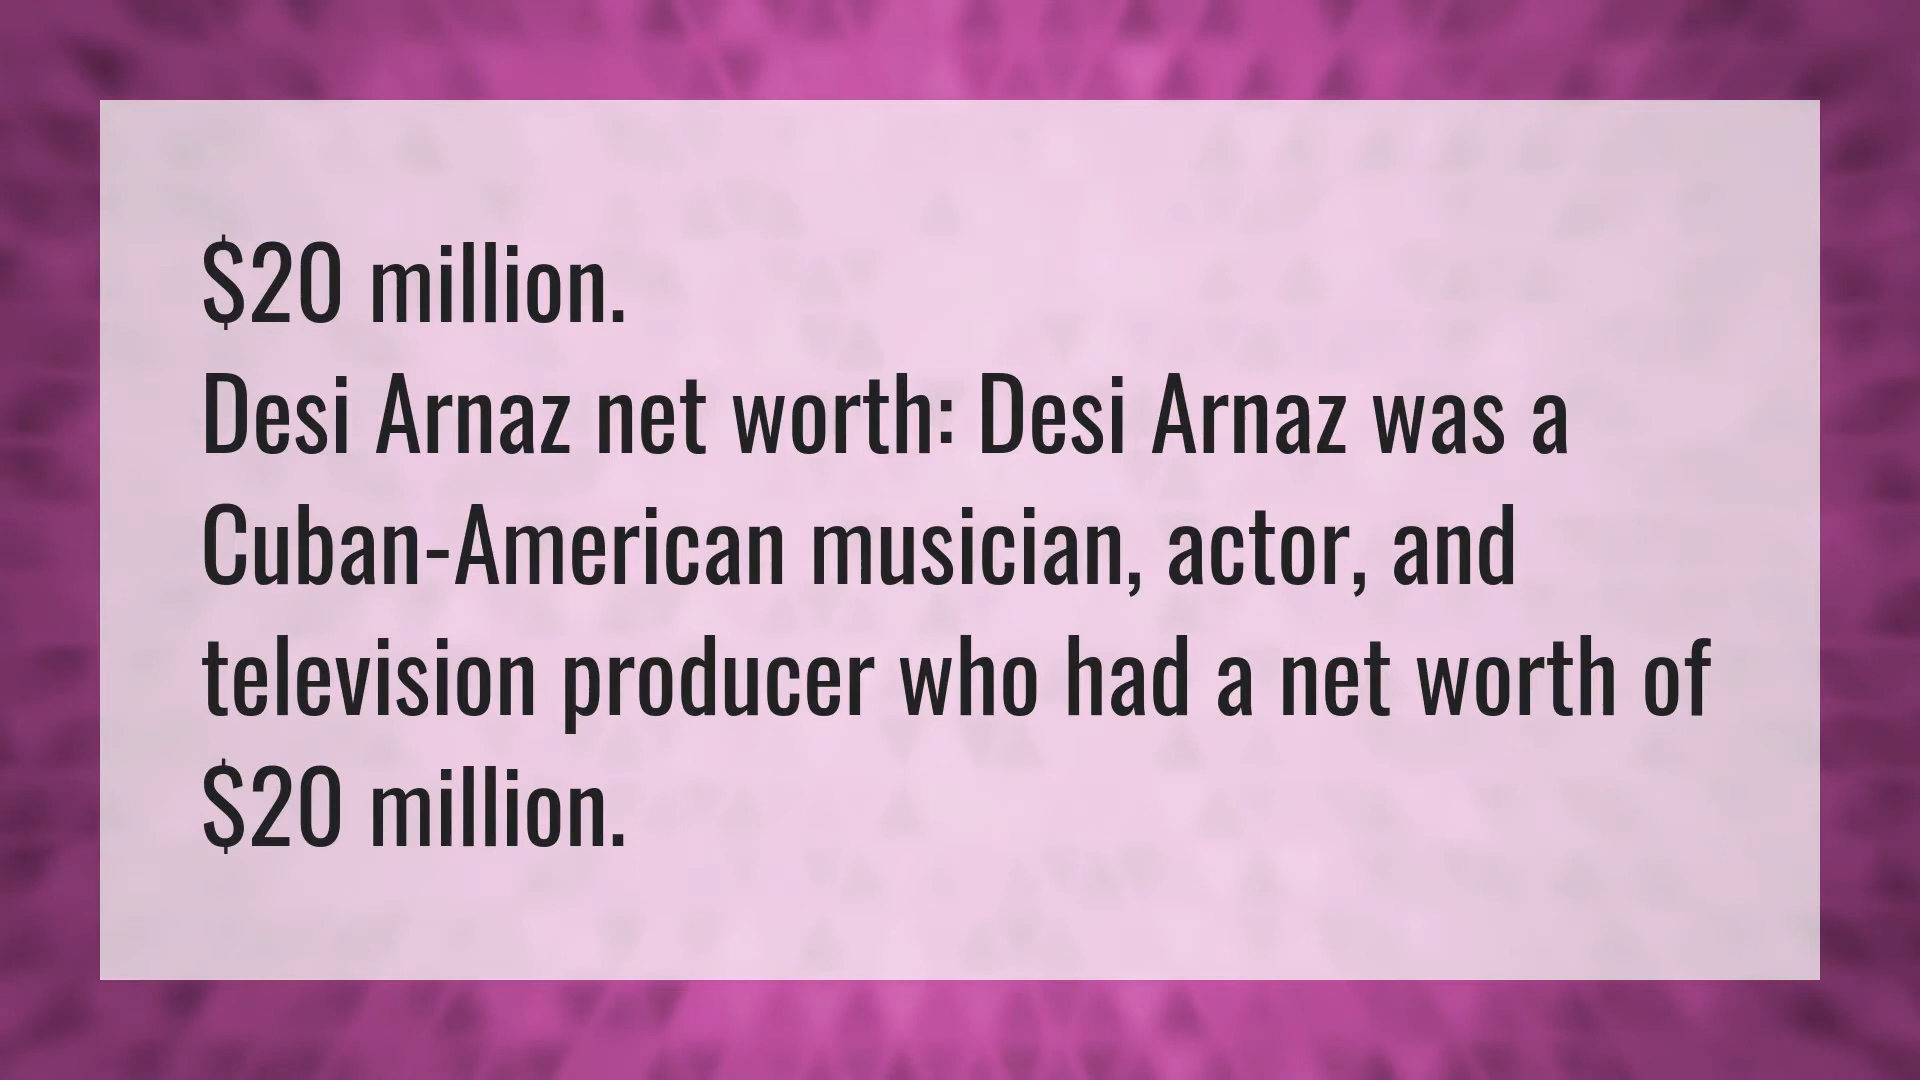 $20 million.
Desi Arnaz net worth: Desi Arnaz was a
Cuban-American musician, actor, and
television producer who had a net worth of
$20 million.